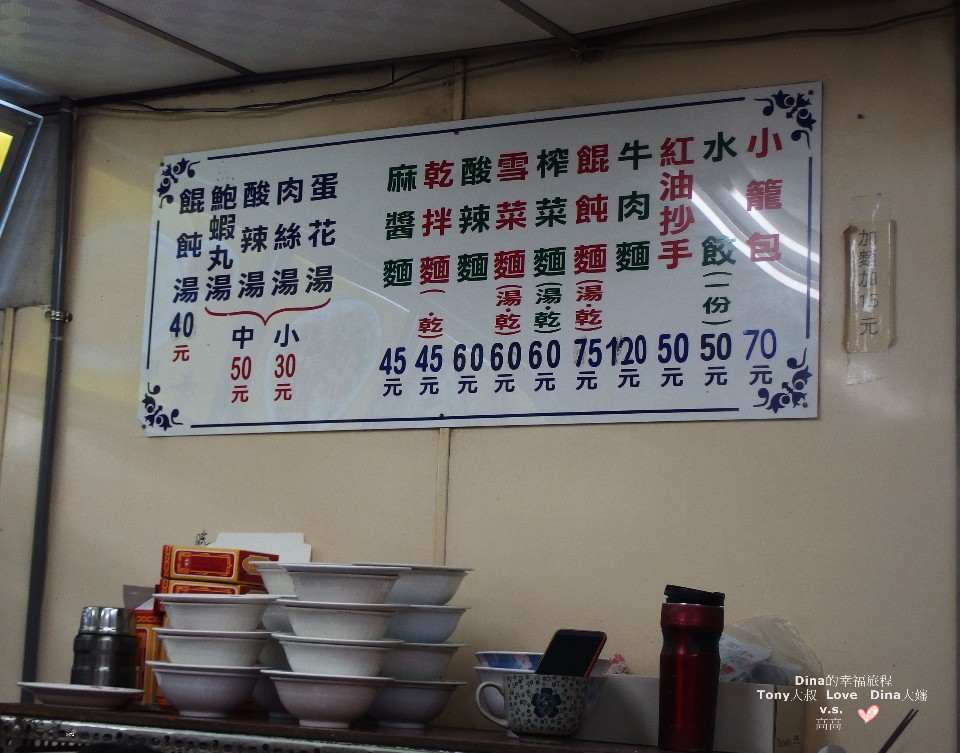 小籠包 70元
水餃(一份) 50元
紅油抄手 50元
牛肉麵 120元
餛飩麵(湯.乾) 75元
榨菜麵(湯.乾) 60元
雪菜麵(湯.乾) 60元
酸辣麵 60元
乾拌麵(乾) 45元
麻醬麵 45元
蛋花湯
肉絲湯
酸辣湯
鮑蝦丸湯
小30元
中50元
餛飩湯 40元
加麵加15元
Dina的幸福旅程
Tony大叔 Love Dina大嬸
v.s.
高高